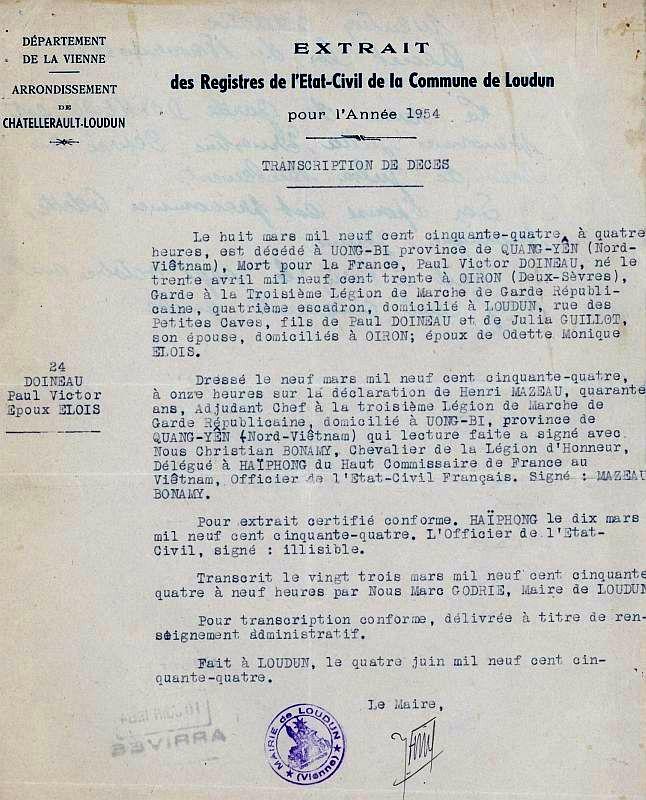 DÉPARTEMENT
DE LA VIENNE
ARRONDISSEMENT
DE
CHATELLERAULT-LOUDUN
EXTRAIT
des Registres de l'Etat-Civil de la Commune de Loudun
pour l'Année 1954
TRANSCRIPTION DE DECES
Le huit mars mil neuf cent cinquante-quatre, à quatre
heures, est décédé à UONG-BI province de QUANG-YÊN (Nord-
Viêtnam), Mort pour la France, Paul Victor DOINEAU, né le
trente avril mil neuf cent trente à OIRON (Deux-Sèvres),
Garde à la Troisième Légion de Marche de Garde Républi-
caine, quatrième escadron, domicilié à LOUDUN, rue des
Petites Caves, fils de Paul DOINEAU et de Julia GUILLOT,
son épouse, domiciliés à OIRON; époux de Odette Monique
ELOIS.
24
DOINEAU
Paul Victor
Epoux ELOIS
Dressé le neuf mars mil neuf cent cinquante-quatre,
à onze heures sur la déclaration de Henri MAZEAU, quarante
ans, Adjudant Chef à la troisième Légion de Marche de
Garde Républicaine, domicilié à UONG-BI, province de
QUANG-YÊN (Nord-Viêtnam) qui lecture faite a signé avec
Nous Christian BONAMY, Chevalier de la Légion d'Honneur,
Délégué à HAÏPHONG du Haut Commissaire de France au
Viêtnam, Officier de l'Etat-Civil Français. Signé : MAZEAU
BONAMY.
Pour extrait certifié conforme. HAÏPHONG le dix mars
mil neuf cent cinquante-quatre. L'Officier de l'Etat-
Civil, signé : illisible.
Transcrit le vingt trois mars mil neuf cent cinquante
quatre à neuf heures par Nous Marc GODRIE, Maire de LOUDUN
Pour transcription conforme, délivrée à titre de ren-
seignement administratif.
Fait à LOUDUN, le quatre juin mil neuf cent cin-
quante-quatre.
Le Maire,
MAIRIE de LOUDUN
(Vienne)
10 JUIN 1954
ARRIVÉE